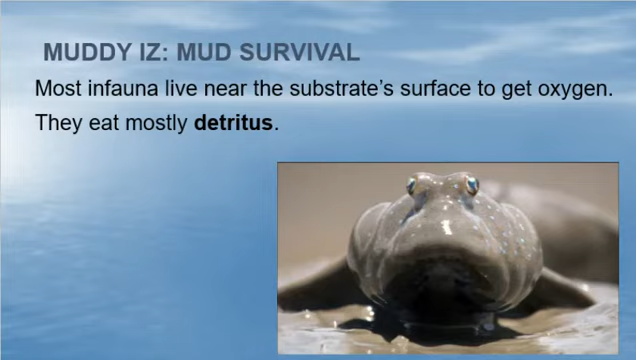 MUDDY IZ: MUD SURVIVAL
Most infauna live near the substrate’s surface to get oxygen.
They eat mostly detritus.